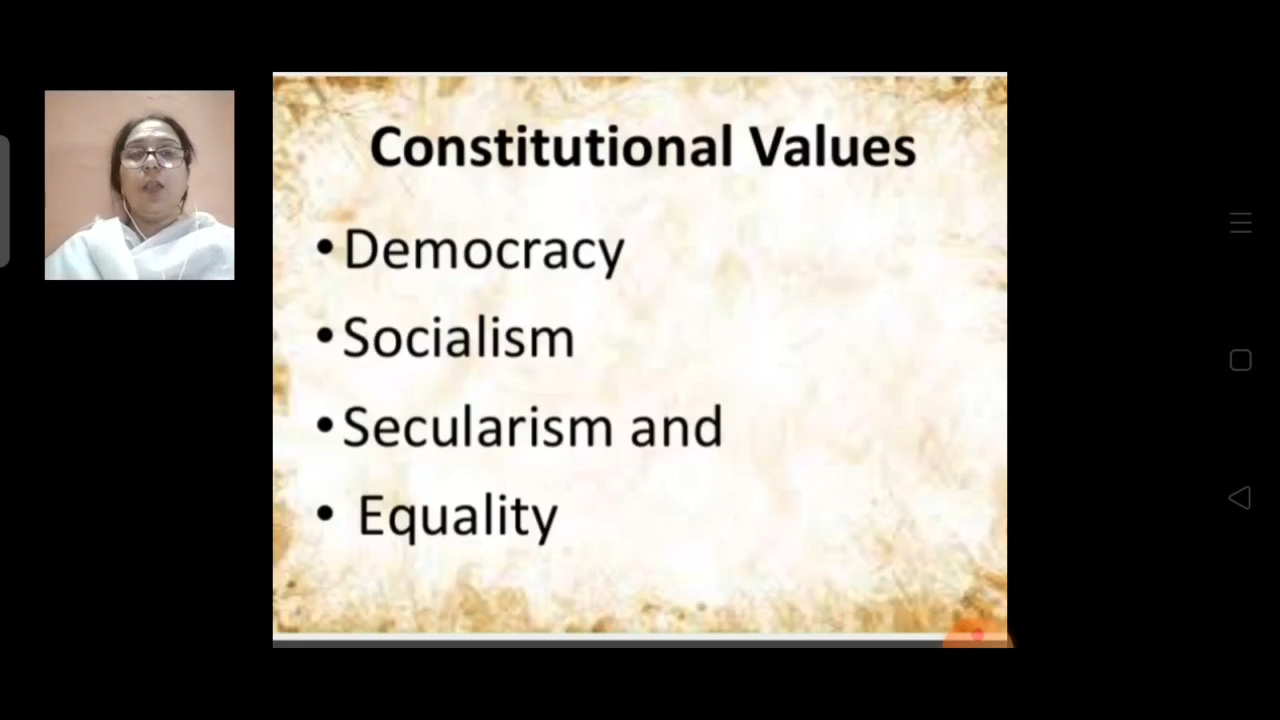 Constitutional Values
• Democracy
• Socialism
• Secularism and
• Equality